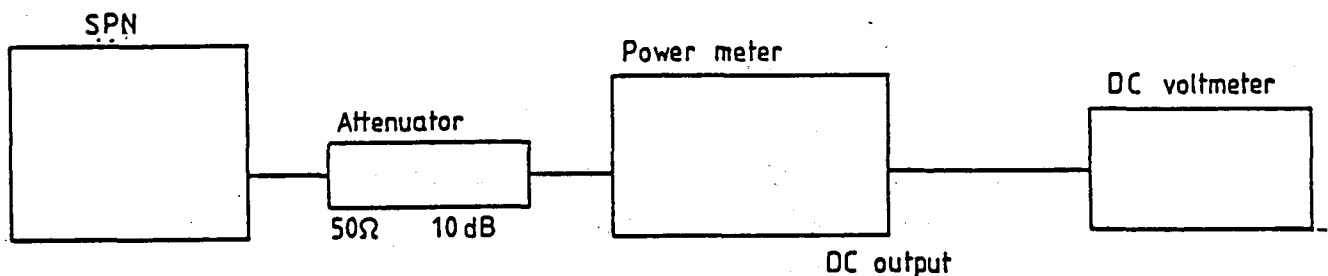 SPN
Power meter
DC voltmeter
Attenuator
50Ω 10 dB
DC output